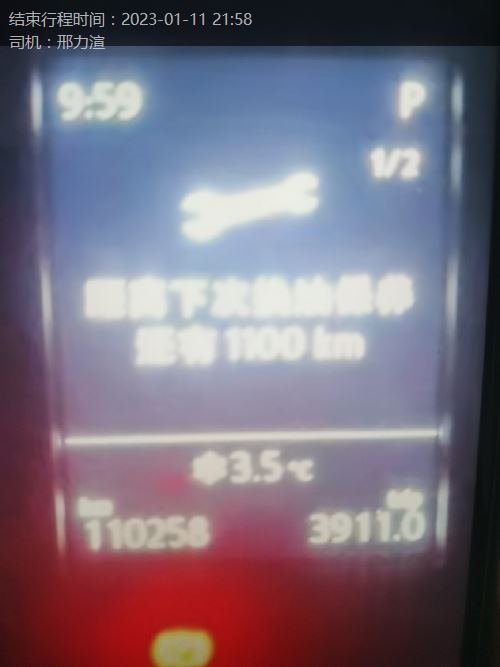 结束行程时间：2023-01-11 21:58
司机：邢力渲
9:59
P
1/2
距离下次换油保养
还有 1100 km
3.5 ℃
km
110258
3911.0